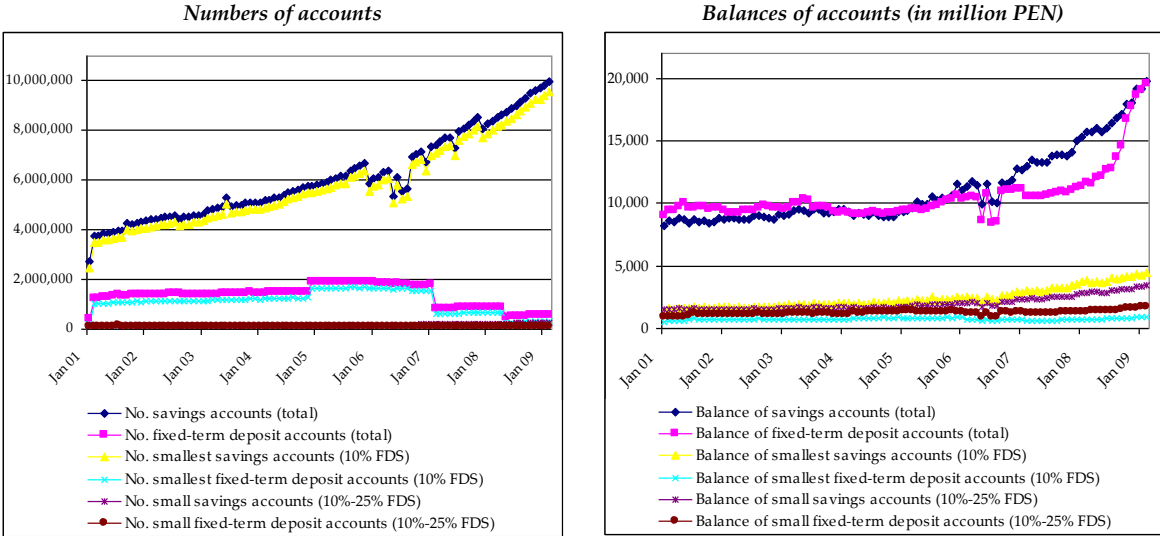 Numbers of accounts
10,000,000
8,000,000
6,000,000
4,000,000
2,000,000
0
Jan 01
Jan 02
Jan 03
Jan 04
Jan 05
Jan 06
Jan 07
Jan 08
Jan 09
No. savings accounts (total)
No. fixed-term deposit accounts (total)
No. smallest savings accounts (10% FDS)
No. smallest fixed-term deposit accounts (10% FDS)
No. small savings accounts (10%-25% FDS)
No. small fixed-term deposit accounts (10%-25% FDS)
Balances of accounts (in million PEN)
20,000
15,000
10,000
5,000
0
Jan 01
Jan 02
Jan 03
Jan 04
Jan 05
Jan 06
Jan 07
Jan 08
Jan 09
Balance of savings accounts (total)
Balance of fixed-term deposit accounts (total)
Balance of smallest savings accounts (10% FDS)
Balance of smallest fixed-term deposit accounts (10% FDS)
Balance of small savings accounts (10%-25% FDS)
Balance of small fixed-term deposit accounts (10%-25% FDS)